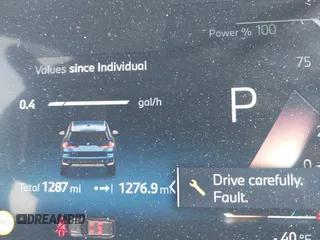 Power % 100
Values since Individual
75
0.4 gal/h
P
Total 1287 mi
1276.9 mi
Drive carefully.
Fault.
0
DREAMBID
-40 °F